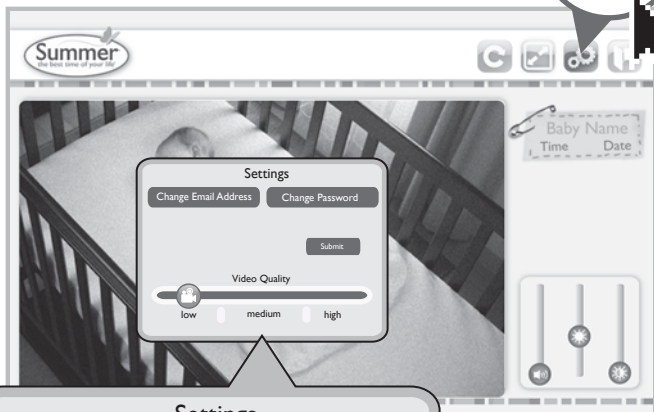 Summer
the best time of your life
Baby Name
Time Date
Settings
Change Email Address Change Password
Submit
Video Quality
low medium high
Settings